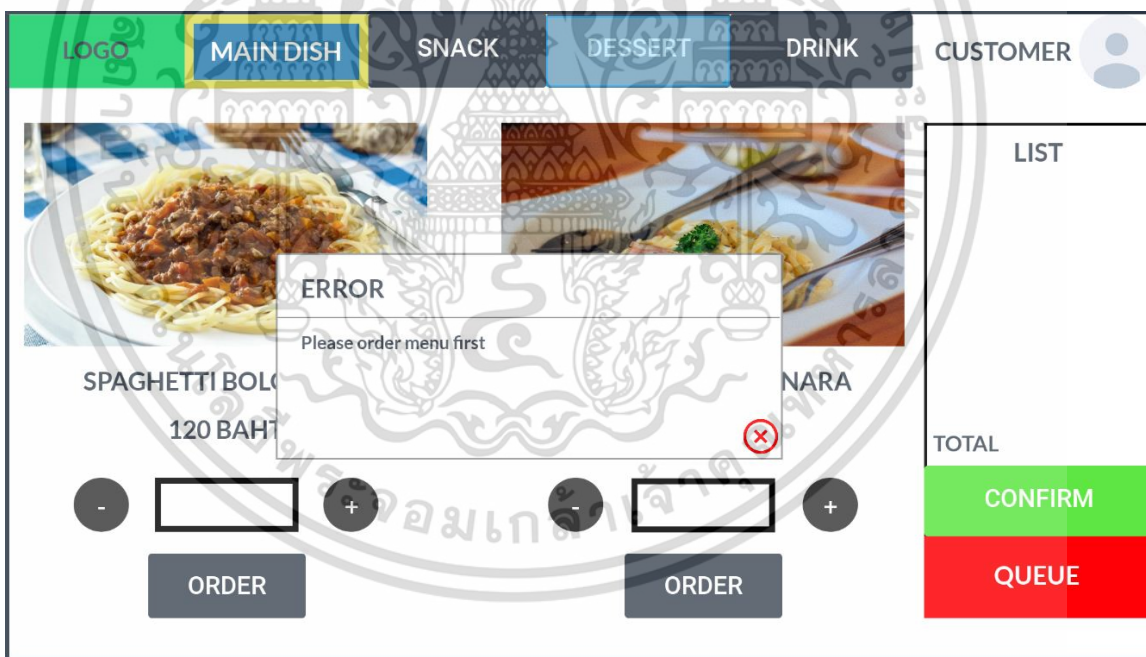 LOGO
MAIN DISH
SNACK
DESSERT
DRINK
CUSTOMER
LIST
ERROR
Please order menu first
SPAGHETTI BOLO
NARA
120 BAHT
TOTAL
-
+
-
+
CONFIRM
ORDER
ORDER
QUEUE